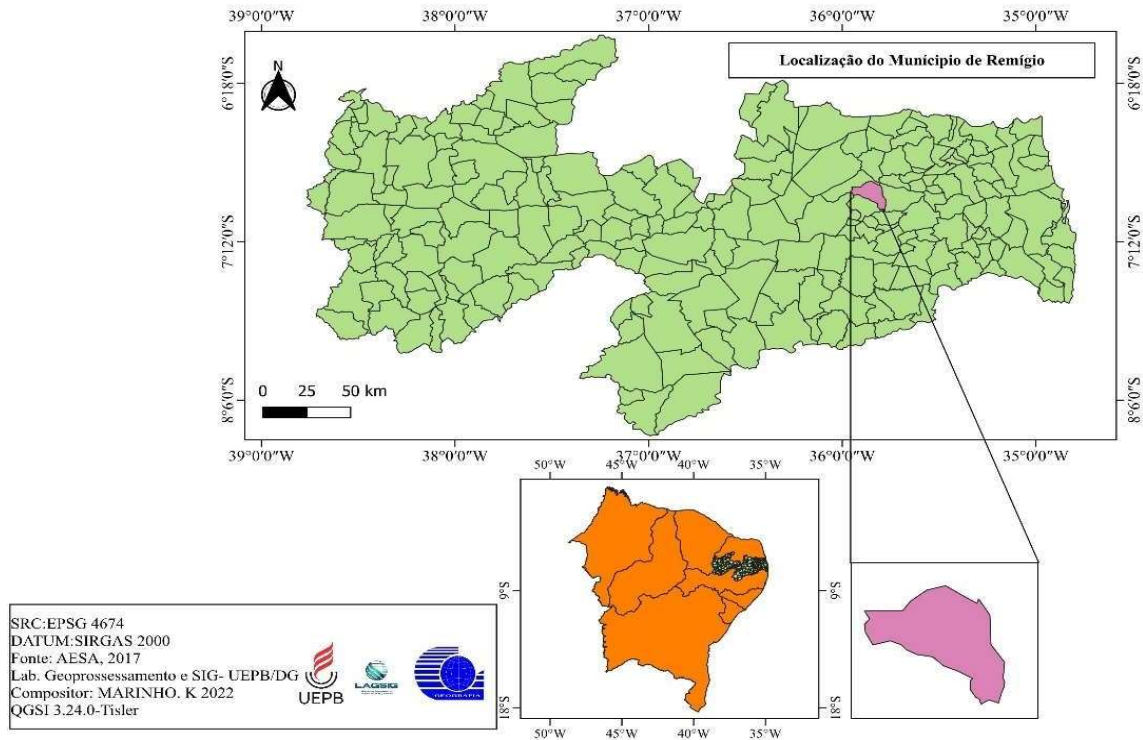 39°0'0"W 38°0'0"W 37°0'0"W 36°0'0"W 35°0'0"W
Localização do Munícipio de Remígio
N
6°18'0"S
6°18'0"S
7°12'0"S
7°12'0"S
8°6'0"S
8°6'0"S
0 25 50 km
39°0'0"W 38°0'0"W 37°0'0"W 36°0'0"W 35°0'0"W
50°W 45°W 40°W 35°W
9°S
9°S
18°S
18°S
50°W 45°W 40°W 35°W
SRC:EPSG 4674
DATUM:SIRGAS 2000
Fonte: AESA, 2017
Lab. Geoprossessamento e SIG- UEPB/DG
Compositor: MARINHO. K 2022
QGSI 3.24.0-Tisler
UEPB
LAGSIG
GEOGRAFIA